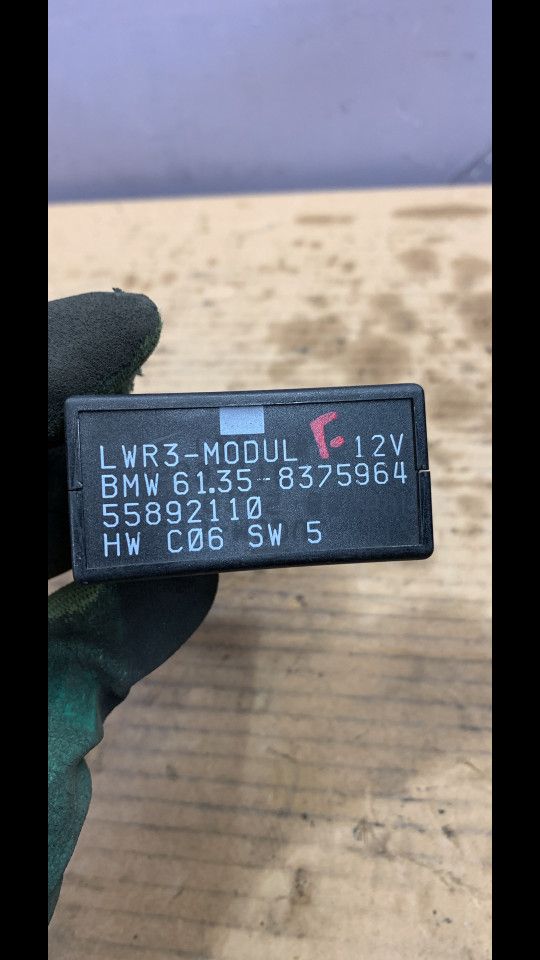 LWR3-MODUL F. 12V
BMW 61.35-8375964
55892110
HW C06 SW 5